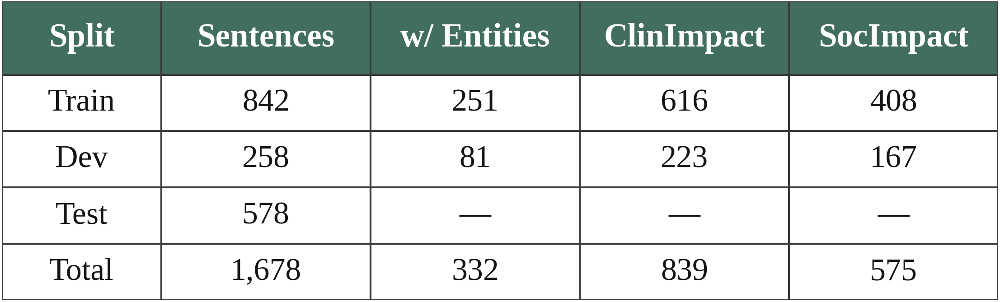 Split Sentences w/ Entities ClinImpact SocImpact
Train 842 251 616 408
Dev 258 81 223 167
Test 578 — — —
Total 1,678 332 839 575